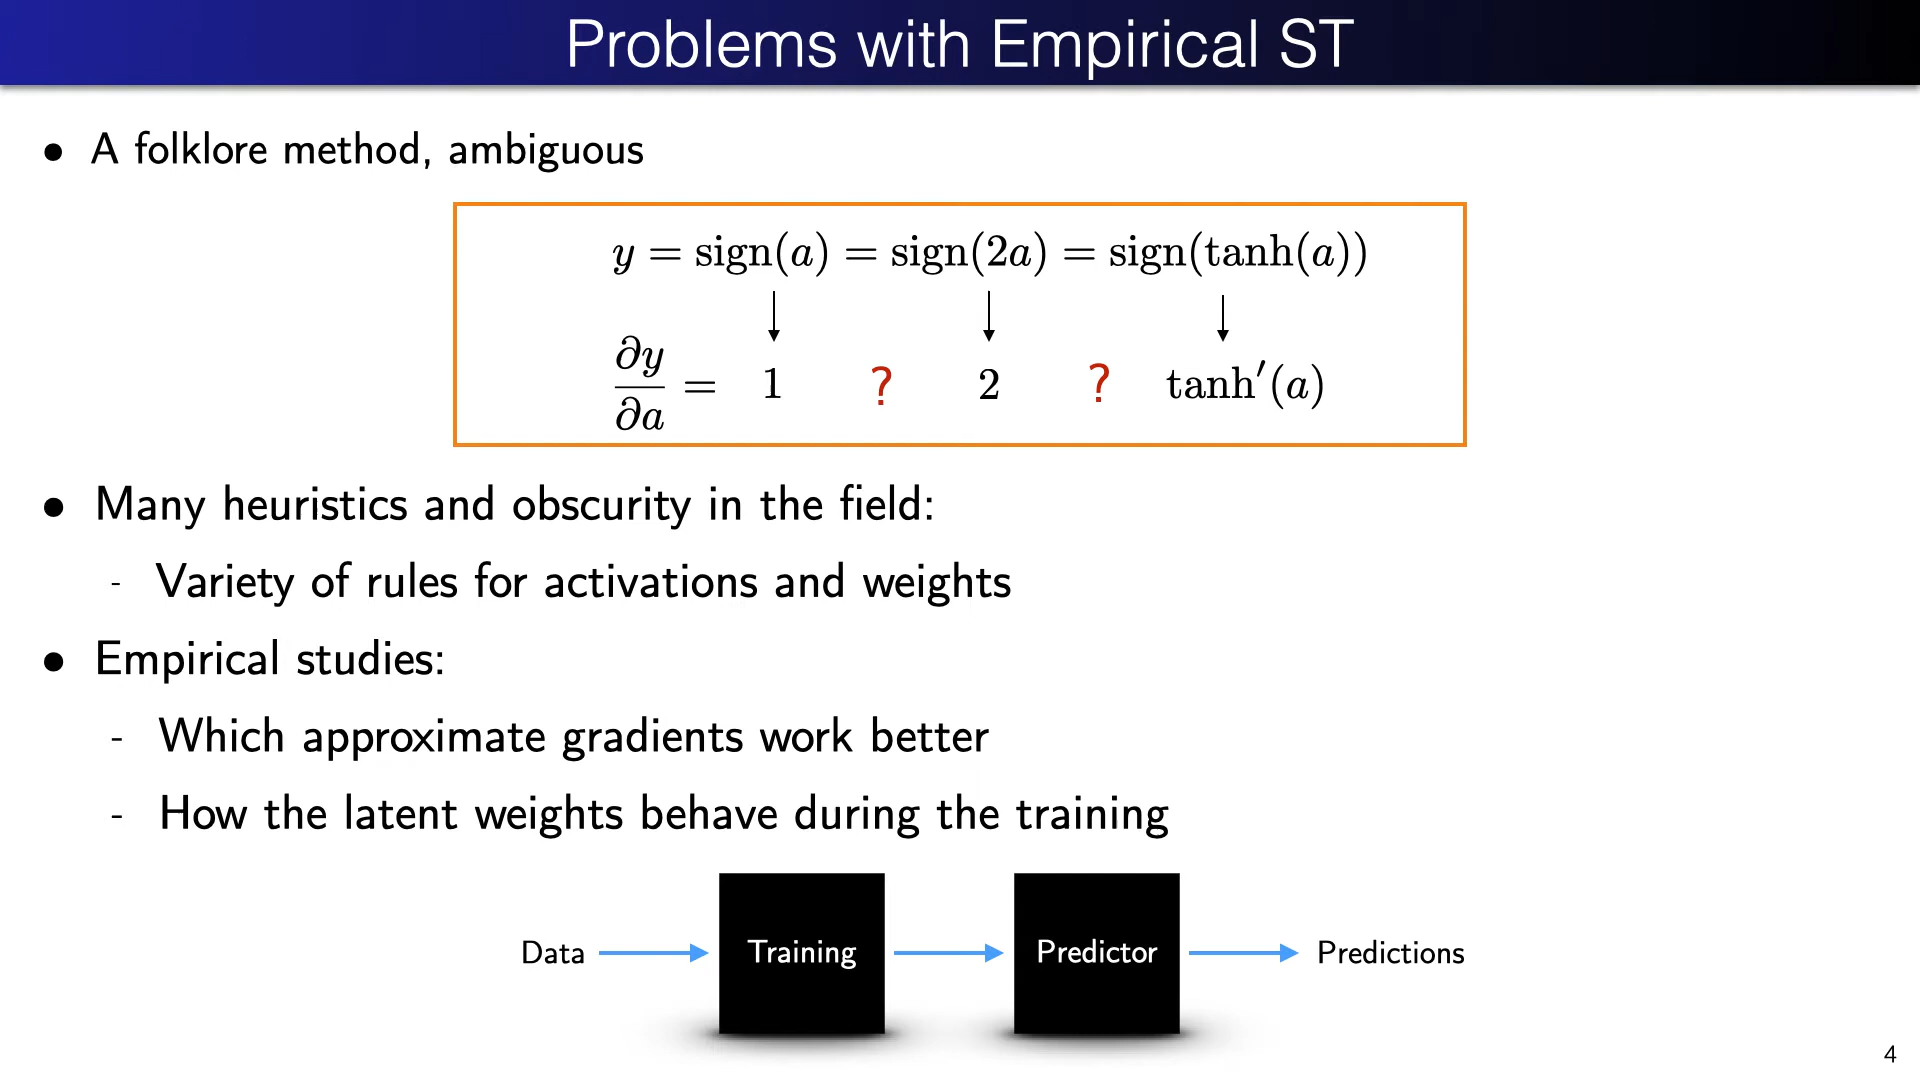 Problems with Empirical ST
• A folklore method, ambiguous
y = sign(a) = sign(2a) = sign(tanh(a))
∂y/∂a = 1 ? 2 ? tanh′(a)
• Many heuristics and obscurity in the field:
- Variety of rules for activations and weights
• Empirical studies:
- Which approximate gradients work better
- How the latent weights behave during the training
Data Training Predictor Predictions
4